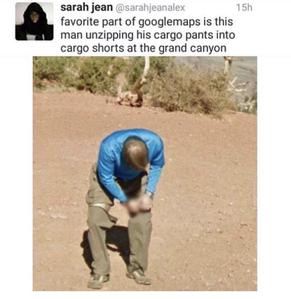 sarah jean @sarahjeanalex 15h
favorite part of googlemaps is this
man unzipping his cargo pants into
cargo shorts at the grand canyon